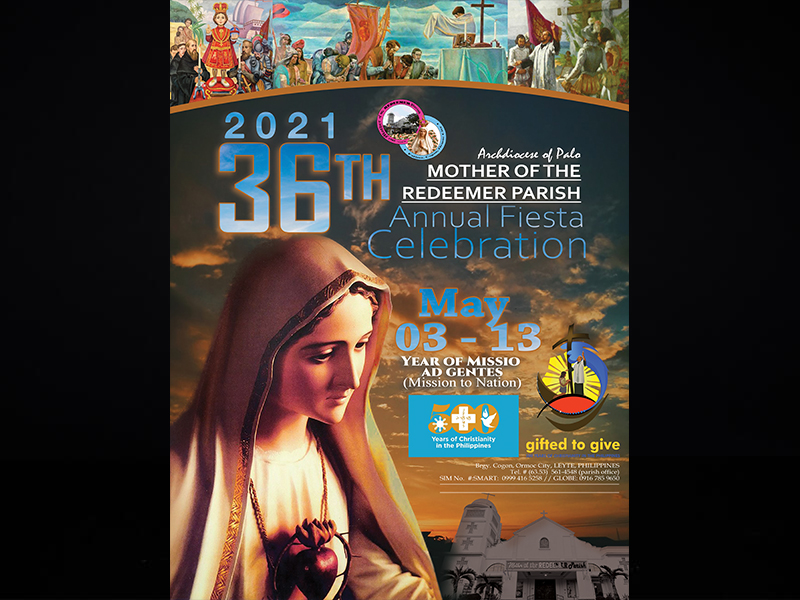 2021
36TH
Archdiocese of Palo
MOTHER OF THE
REDEEMER PARISH
Annual Fiesta
Celebration
May
03 - 13
YEAR OF MISSIO
AD GENTES
(Mission to Nation)
500
Years of Christianity
in the Philippines
gifted to give
Brgy. Cogon, Ormoc City, LEYTE, PHILIPPINES
Tel. # (63.53) 561-4548 (parish office)
SIM No. #:SMART: 0999 416 5258 // GLOBE: 0916 785 9650